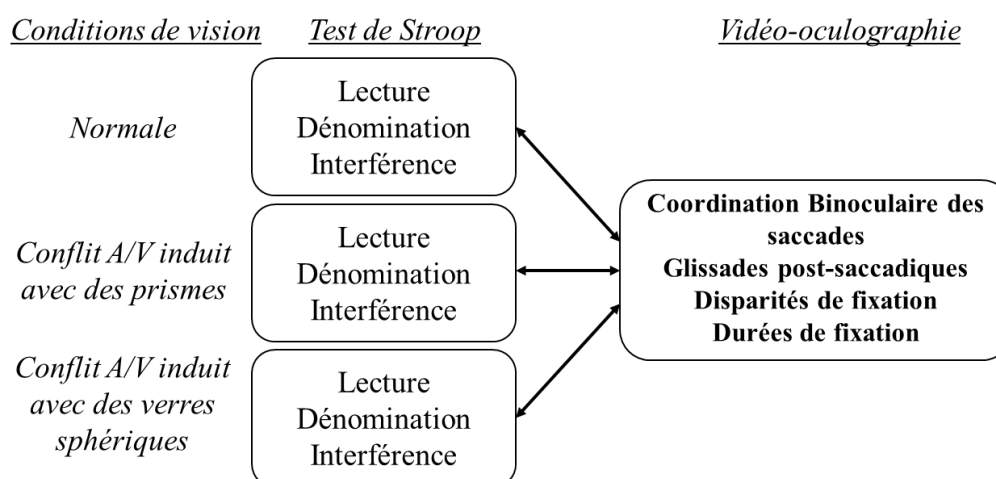 Conditions de vision
Test de Stroop
Vidéo-oculographie
Normale
Lecture
Dénomination
Interférence
Conflit A/V induit
avec des prismes
Lecture
Dénomination
Interférence
Conflit A/V induit
avec des verres
sphériques
Lecture
Dénomination
Interférence
Coordination Binoculaire des
saccades
Glissades post-saccadiques
Disparités de fixation
Durées de fixation